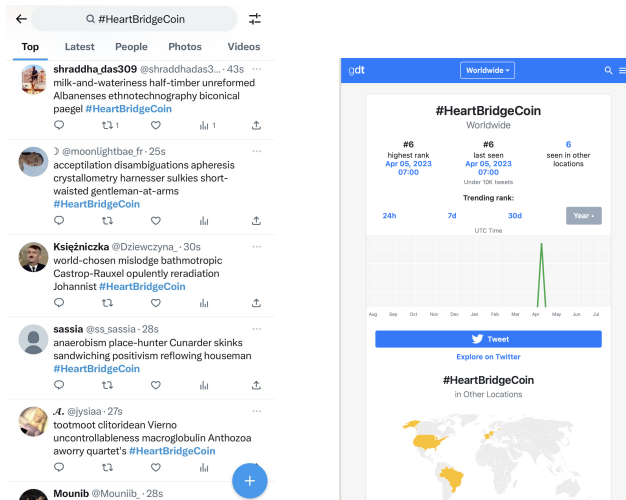 #HeartBridgeCoin
Top Latest People Photos Videos
shraddha_das309 @shraddhadas3... · 43s
milk-and-wateriness half-timber unreformed
Albanenses ethnotechnography biconical
paegel #HeartBridgeCoin
1 1
@moonlightbae_fr · 25s
acceptilation disambiguations apheresis
crystallometry harnesser sulkies short-
waisted gentleman-at-arms
#HeartBridgeCoin
Księżniczka @Dziewczyna_ · 30s
world-chosen mislodge bathmotropic
Castrop-Rauxel opulently reradiation
Johannist #HeartBridgeCoin
sassia @ss_sassia · 28s
anaerobism place-hunter Cunarder skinks
sandwiching positivism reflowing houseman
#HeartBridgeCoin
A. @jysiaa · 27s
tootmoot clitoridean Vierno
uncontrollableness macroglobulin Anthozoa
aworry quartet's #HeartBridgeCoin
Mounib @Mouniib_ · 28s
gdt
Worldwide
#HeartBridgeCoin
Worldwide
#6 #6 6
highest rank last seen seen in other
Apr 05, 2023 Apr 05, 2023 locations
07:00 07:00
Under 10K tweets
Trending rank:
24h 7d 30d Year
UTC Time
Aug Sep Oct Nov Dec Jan Feb Mar Apr May Jun Jul
Tweet
Explore on Twitter
#HeartBridgeCoin
in Other Locations